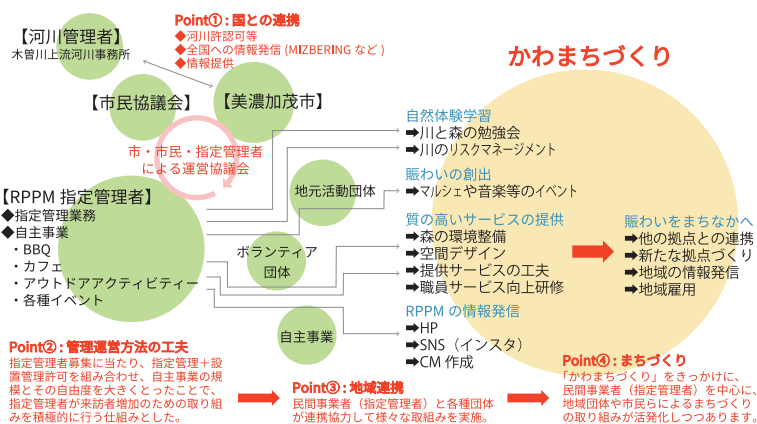 Point①：国との連携
◆河川許認可等
◆全国への情報発信(MIZBERINGなど)
◆情報提供
【河川管理者】
木曽川上流河川事務所
【市民協議会】
【美濃加茂市】
市・市民・指定管理者
による運営協議会
【RPPM 指定管理者】
◆指定管理業務
◆自主事業
・BBQ
・カフェ
・アウトドアアクティビティー
・各種イベント
地元活動団体
ボランティア
団体
自主事業
かわまちづくり
自然体験学習
➡川と森の勉強会
➡川のリスクマネージメント
賑わいの創出
➡マルシェや音楽等のイベント
質の高いサービスの提供
➡森の環境整備
➡空間デザイン
➡提供サービスの工夫
➡職員サービス向上研修
RPPM の情報発信
➡HP
➡SNS（インスタ）
➡CM 作成
賑わいをまちなかへ
➡他の拠点との連携
➡新たな拠点づくり
➡地域の情報発信
➡地域雇用
Point②：管理運営方法の工夫
指定管理者募集に当たり、指定管理＋設
置管理許可を組み合わせ、自主事業の規
模とその自由度を大きくとったことで、
指定管理者が来訪者増加のための取り組
みを積極的に行う仕組みとした。
Point③：地域連携
民間事業者（指定管理者）と各種団体
が連携協力して様々な取組みを実施。
Point④：まちづくり
「かわまちづくり」をきっかけに、
民間事業者（指定管理者）を中心に、
地域団体や市民らによるまちづくり
の取り組みが活発化しつつあります。